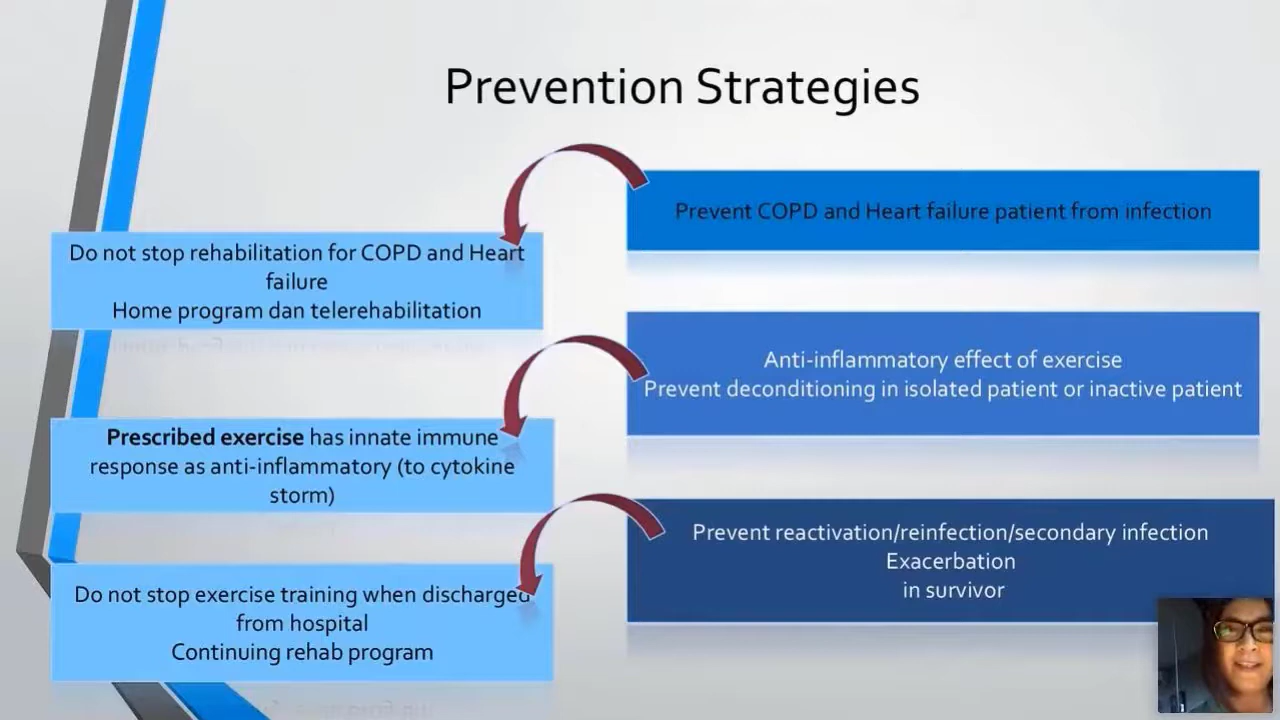 Prevention Strategies
Prevent COPD and Heart failure patient from infection
Do not stop rehabilitation for COPD and Heart
failure
Home program dan telerehabilitation
Anti-inflammatory effect of exercise
Prevent deconditioning in isolated patient or inactive patient
Prescribed exercise has innate immune
response as anti-inflammatory (to cytokine
storm)
Prevent reactivation/reinfection/secondary infection
Exacerbation
in survivor
Do not stop exercise training when discharged
from hospital
Continuing rehab program